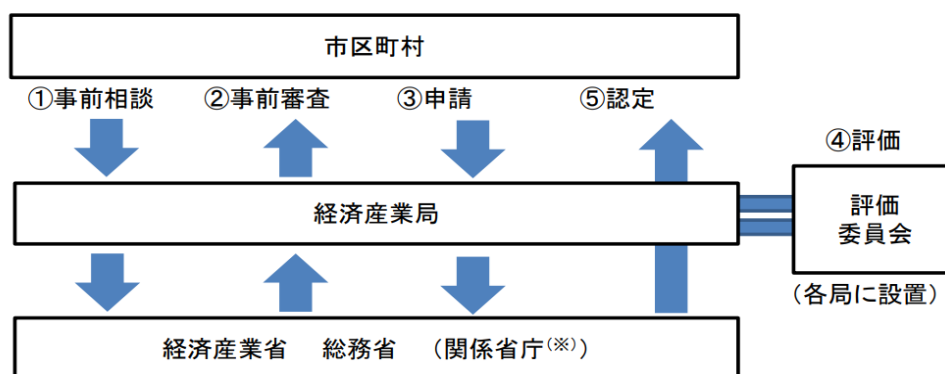 市区町村
①事前相談 ②事前審査 ③申請 ⑤認定
④評価
経済産業局
評価
委員会
(各局に設置)
経済産業省 総務省 (関係省庁(※))